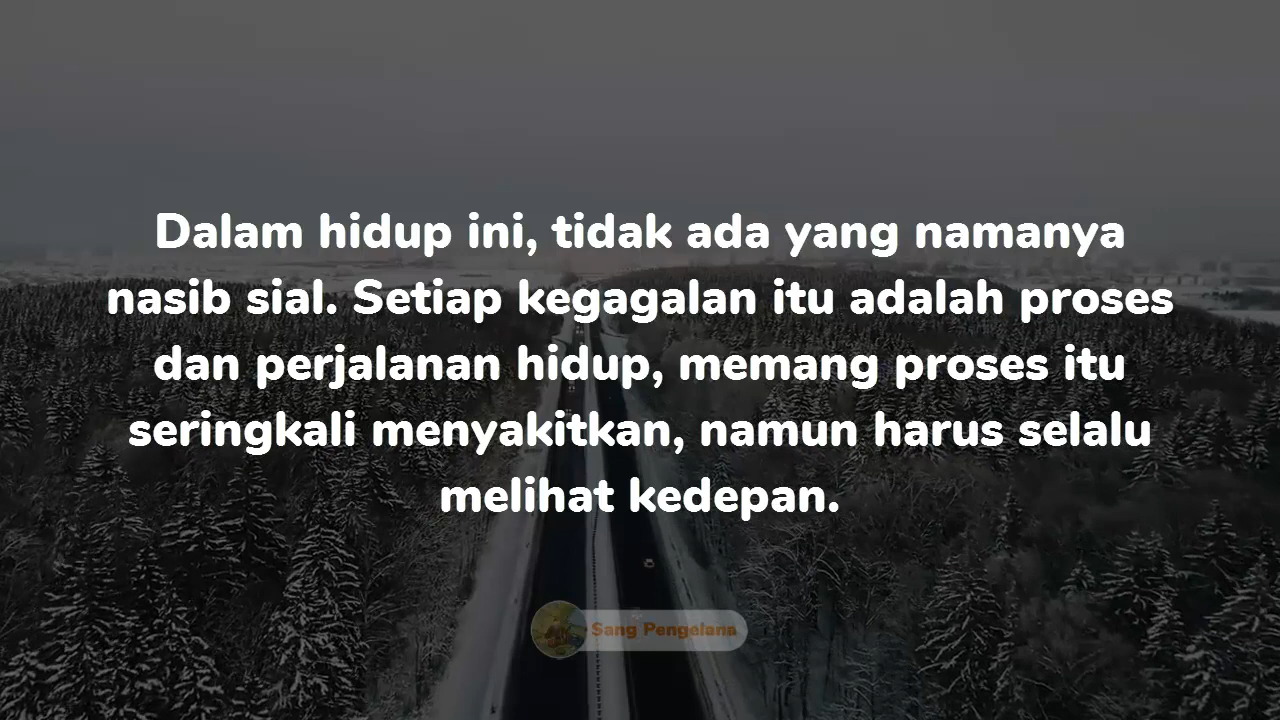 Dalam hidup ini, tidak ada yang namanya
nasib sial. Setiap kegagalan itu adalah proses
dan perjalanan hidup, memang proses itu
seringkali menyakitkan, namun harus selalu
melihat kedepan.
Sang Pengelana